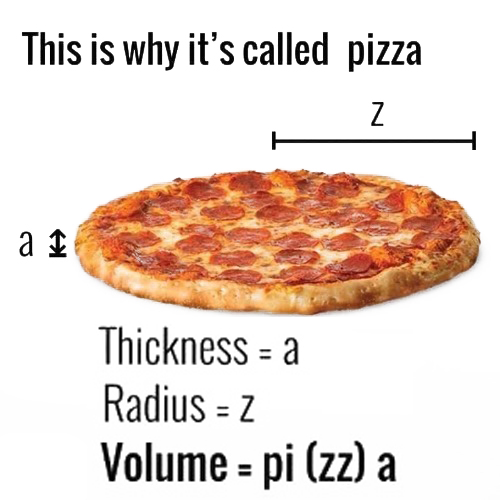 This is why it's called pizza
z
a
Thickness = a
Radius = z
Volume = pi (zz) a